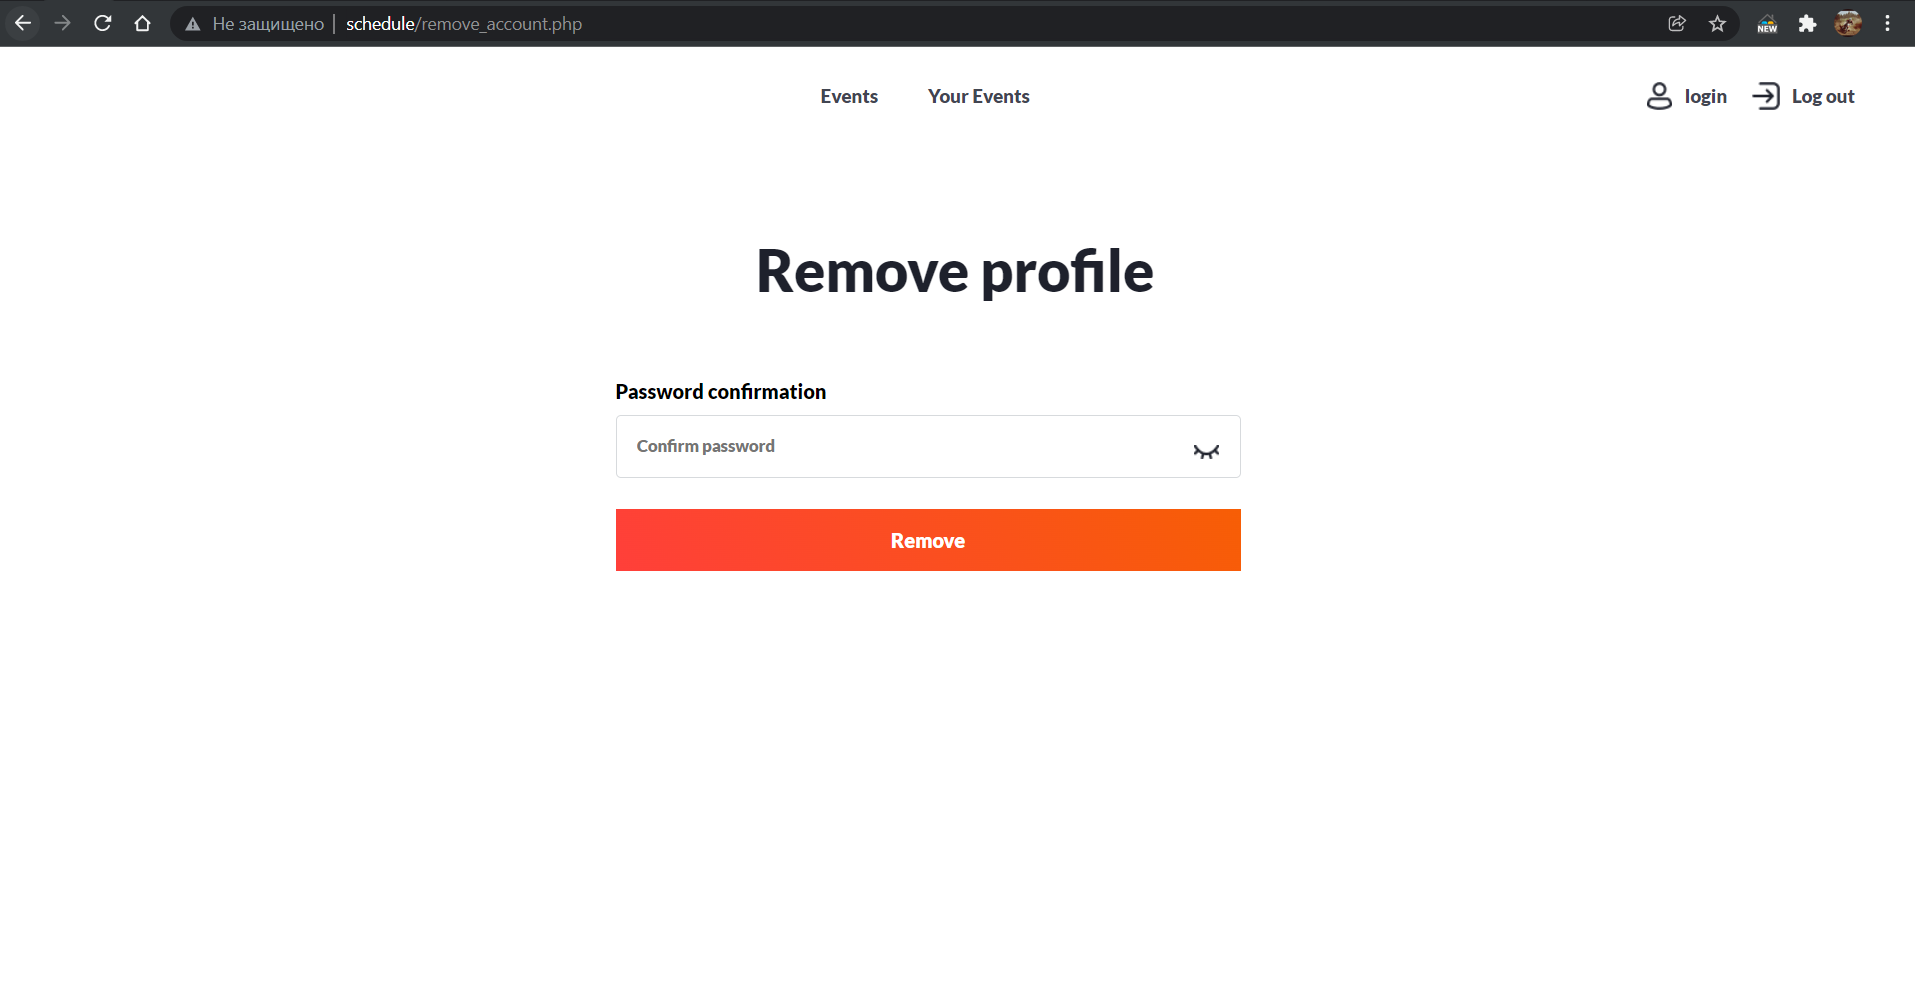 Не защищено | schedule/remove_account.php
NEW
Events Your Events login Log out
Remove profile
Password confirmation
Confirm password
Remove